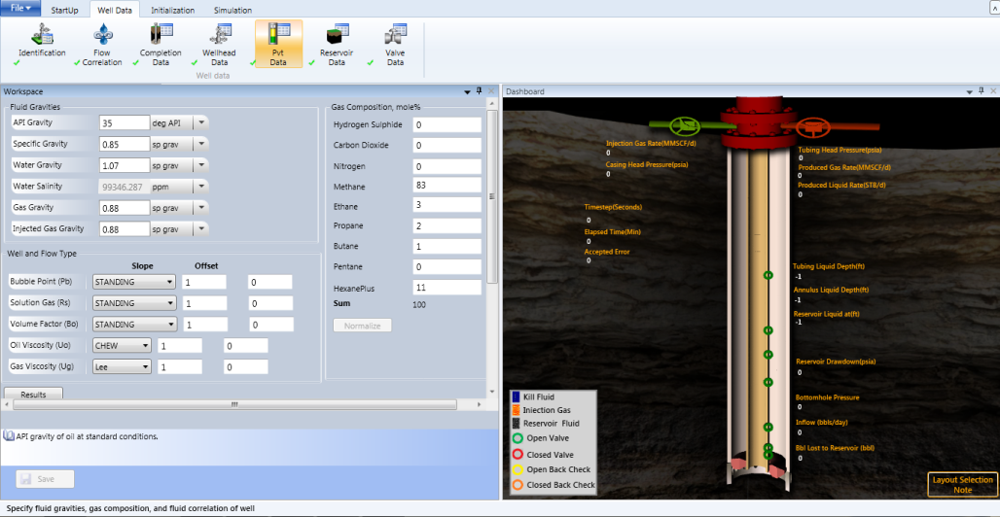 File
StartUp
Well Data
Initialization
Simulation
Identification
Flow
Correlation
Completion
Data
Wellhead
Data
Pvt
Data
Reservoir
Data
Valve
Data
Well data
Workspace
Fluid Gravities
API Gravity 35 deg API
Specific Gravity 0.85 sp grav
Water Gravity 1.07 sp grav
Water Salinity 99346.287 ppm
Gas Gravity 0.88 sp grav
Injected Gas Gravity 0.88 sp grav
Well and Flow Type
Slope Offset
Bubble Point (Pb) STANDING 1 0
Solution Gas (Rs) STANDING 1 0
Volume Factor (Bo) STANDING 1 0
Oil Viscosity (Uo) CHEW 1 0
Gas Viscosity (Ug) Lee 1 0
Results
Gas Composition, mole%
Hydrogen Sulphide 0
Carbon Dioxide 0
Nitrogen 0
Methane 83
Ethane 3
Propane 2
Butane 1
Pentane 0
HexanePlus 11
Sum 100
Normalize
API gravity of oil at standard conditions.
Save
Specify fluid gravities, gas composition, and fluid correlation of well
Dashboard
Injection Gas Rate(MMSCF/d)
0
Casing Head Pressure(psia)
0
Timestep(Seconds)
0
Elapsed Time(Min)
0
Accepted Error
0
Tubing Head Pressure(psia)
0
Produced Gas Rate(MMSCF/d)
0
Produced Liquid Rate(STB/d)
0
Tubing Liquid Depth(ft)
-1
Annulus Liquid Depth(ft)
-1
Reservoir Liquid at(ft)
-1
Reservoir Drawdown(psia)
0
Bottomhole Pressure
0
Inflow (bbls/day)
0
Bbl Lost to Reservoir (bbl)
0
Kill Fluid
Injection Gas
Reservoir Fluid
Open Valve
Closed Valve
Open Back Check
Closed Back Check
Layout Selection
Note